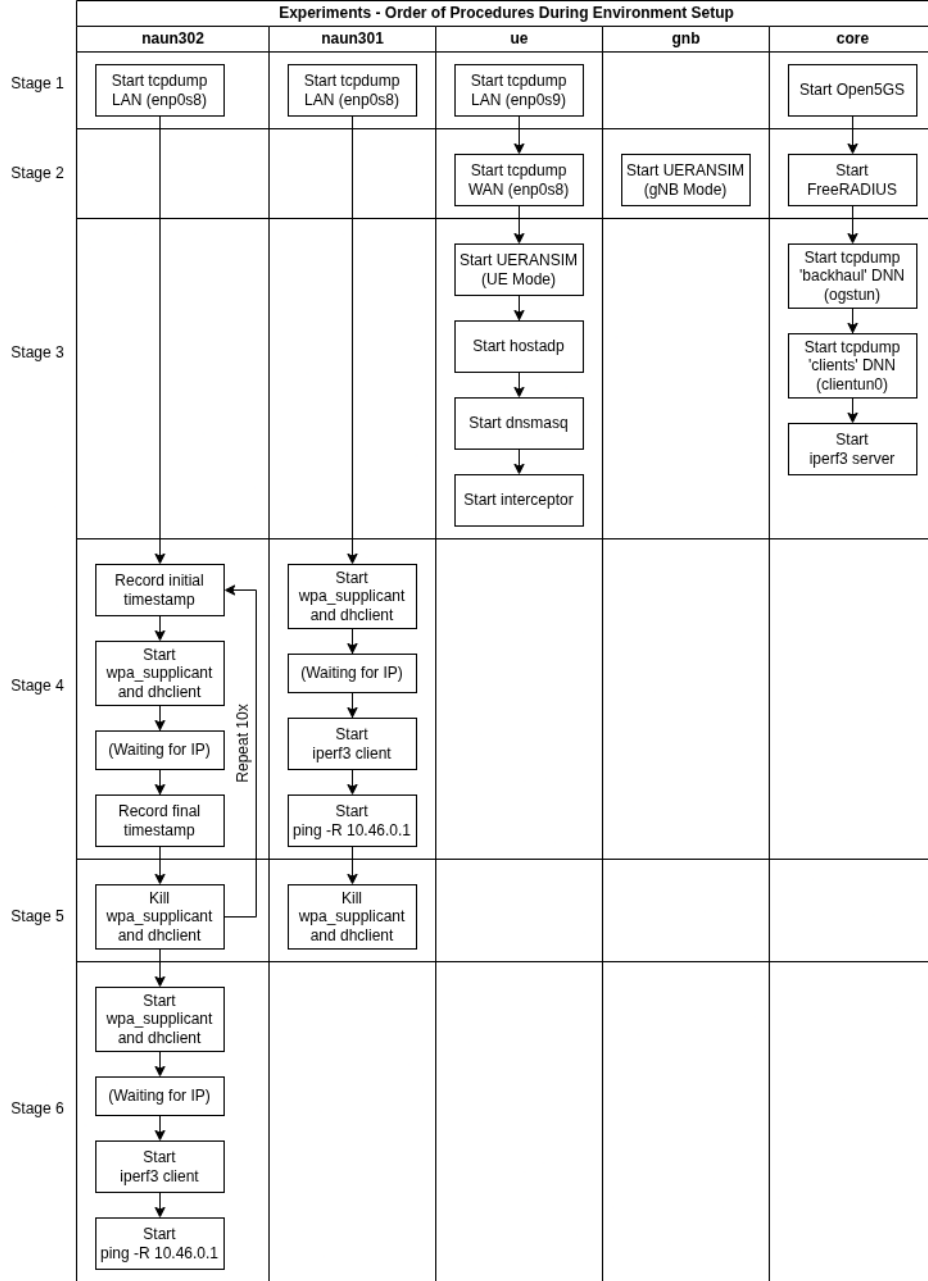 Experiments - Order of Procedures During Environment Setup
naun302
naun301
ue
gnb
core
Stage 1
Start tcpdump
LAN (enp0s8)
Start tcpdump
LAN (enp0s8)
Start tcpdump
LAN (enp0s9)
Start Open5GS
Stage 2
Start tcpdump
WAN (enp0s8)
Start UERANSIM
(gNB Mode)
Start
FreeRADIUS
Stage 3
Start UERANSIM
(UE Mode)
Start hostadp
Start dnsmasq
Start interceptor
Start tcpdump
'backhaul' DNN
(ogstun)
Start tcpdump
'clients' DNN
(clientun0)
Start
iperf3 server
Stage 4
Record initial
timestamp
Start
wpa_supplicant
and dhclient
(Waiting for IP)
Record final
timestamp
Repeat 10x
Start
wpa_supplicant
and dhclient
(Waiting for IP)
Start
iperf3 client
Start
ping -R 10.46.0.1
Stage 5
Kill
wpa_supplicant
and dhclient
Kill
wpa_supplicant
and dhclient
Stage 6
Start
wpa_supplicant
and dhclient
(Waiting for IP)
Start
iperf3 client
Start
ping -R 10.46.0.1